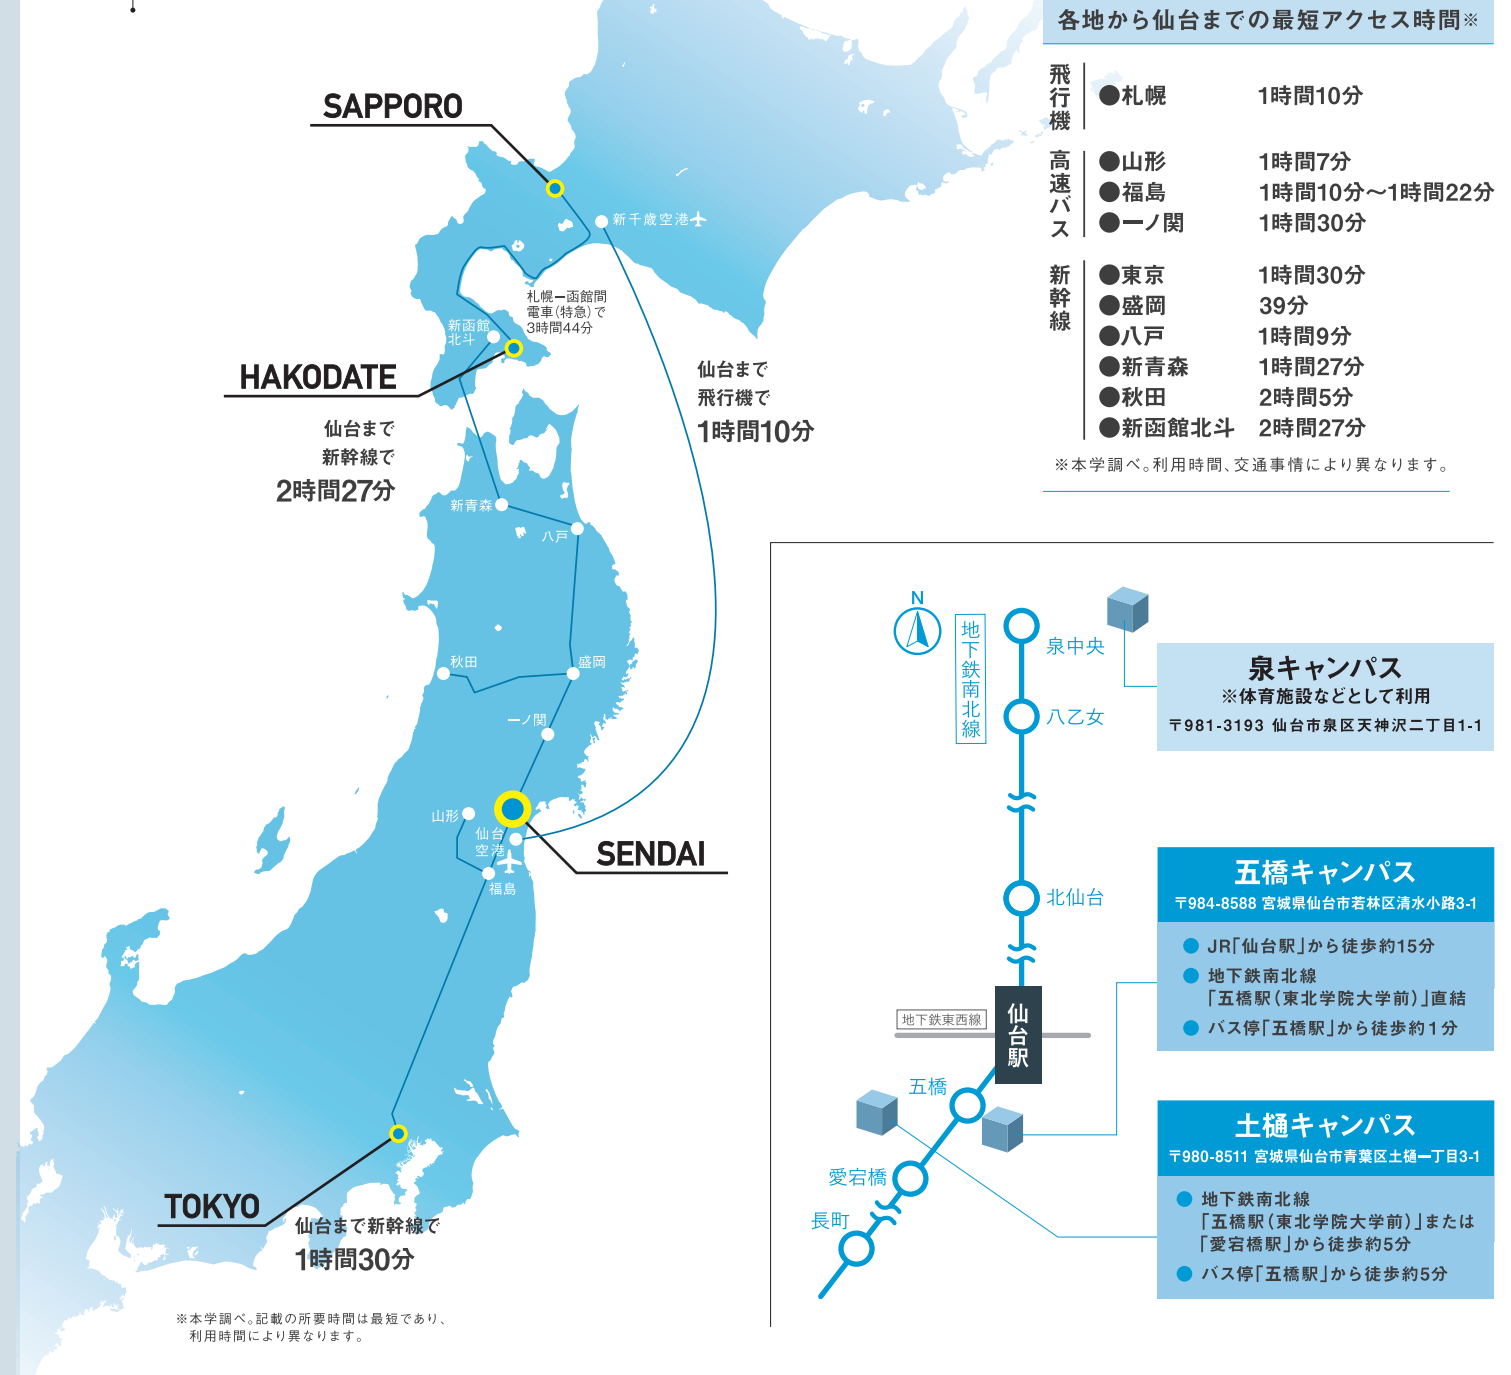 SAPPORO
新千歳空港
札幌ー函館間
電車(特急)で
3時間44分
新函館
北斗
HAKODATE
仙台まで
新幹線で
2時間27分
仙台まで
飛行機で
1時間10分
新青森
八戸
秋田
盛岡
一ノ関
山形
仙台
空港
福島
SENDAI
TOKYO
仙台まで新幹線で
1時間30分
※本学調べ。記載の所要時間は最短であり、
利用時間により異なります。
各地から仙台までの最短アクセス時間※
飛行機
●札幌 1時間10分
高速バス
●山形 1時間7分
●福島 1時間10分〜1時間22分
●一ノ関 1時間30分
新幹線
●東京 1時間30分
●盛岡 39分
●八戸 1時間9分
●新青森 1時間27分
●秋田 2時間5分
●新函館北斗 2時間27分
※本学調べ。利用時間、交通事情により異なります。
N
地下鉄南北線
泉中央
八乙女
北仙台
地下鉄東西線
仙台駅
五橋
愛宕橋
長町
泉キャンパス
※体育施設などとして利用
〒981-3193 仙台市泉区天神沢二丁目1-1
五橋キャンパス
〒984-8588 宮城県仙台市若林区清水小路3-1
● JR「仙台駅」から徒歩約15分
● 地下鉄南北線
「五橋駅(東北学院大学前)」直結
● バス停「五橋駅」から徒歩約1分
土樋キャンパス
〒980-8511 宮城県仙台市青葉区土樋一丁目3-1
● 地下鉄南北線
「五橋駅(東北学院大学前)」または
「愛宕橋駅」から徒歩約5分
● バス停「五橋駅」から徒歩約5分